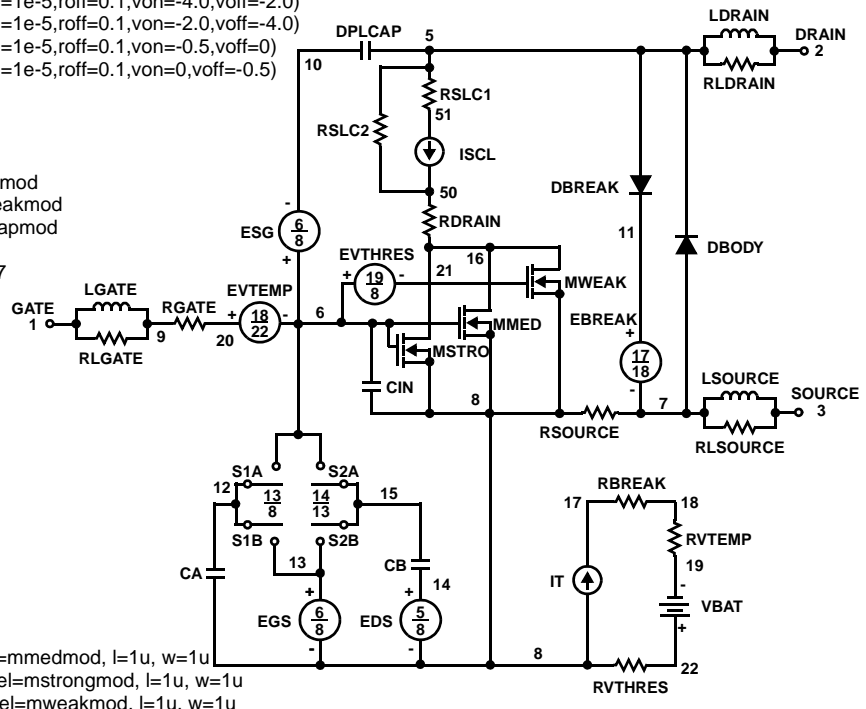 =1e-5,roff=0.1,von=-4.0,voff=-2.0)
=1e-5,roff=0.1,von=-2.0,voff=-4.0)
=1e-5,roff=0.1,von=-0.5,voff=0)
=1e-5,roff=0.1,von=0,voff=-0.5)
mod
eakmod
apmod
7
LDRAIN
DPLCAP 5 DRAIN
10 2
RLDRAIN
RSLC1
51
RSLC2
ISCL
50
RDRAIN
DBREAK
11
DBODY
-
ESG 6
8
+
EVTHRES
+ 19 - 21 16
8
MWEAK
LGATE
GATE
1
RGATE EVTEMP
+ 18 - 6
22
9 20
RLGATE
MMED
MSTRO
EBREAK
+
17
18
-
CIN
8 7
RSOURCE
LSOURCE
SOURCE
3
RLSOURCE
S1A S2A
12 13 14 15
8 13
S1B S2B
13
CA CB
14
+ +
EGS 6 EDS 5
8 8
- -
8
RBREAK
17 18
RVTEMP
19
IT
-
VBAT
+
22
RVTHRES
=mmedmod, l=1u, w=1u
el=mstrongmod, l=1u, w=1u
el=mweakmod, l=1u, w=1u